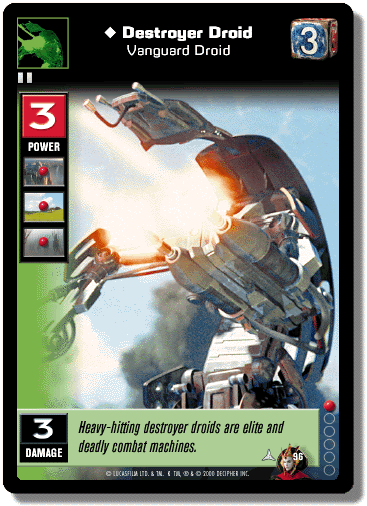 ◆ Destroyer Droid
Vanguard Droid
3
3
POWER
3
DAMAGE
Heavy-hitting destroyer droids are elite and
deadly combat machines.
96
© LUCASFILM LTD. & TM. ® & © 2000 DECIPHER INC.